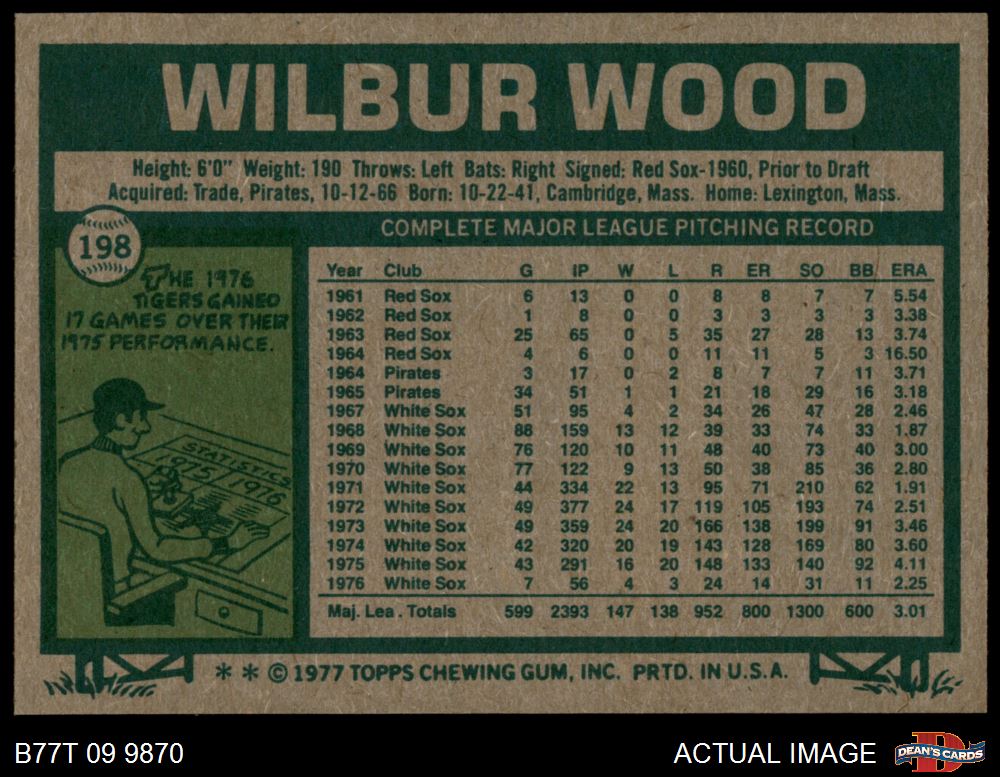 WILBUR WOOD
Height: 6'0" Weight: 190 Throws: Left Bats: Right Signed: Red Sox-1960, Prior to Draft
Acquired: Trade, Pirates, 10-12-66 Born: 10-22-41, Cambridge, Mass. Home: Lexington, Mass.
198
THE 1976
TIGERS GAINED
17 GAMES OVER THEIR
1975 PERFORMANCE.
STATISTICS
1975 1976
COMPLETE MAJOR LEAGUE PITCHING RECORD
Year Club G IP W L R ER SO BB ERA
1961 Red Sox 6 13 0 0 8 8 7 7 5.54
1962 Red Sox 1 8 0 0 3 3 3 3 3.38
1963 Red Sox 25 65 0 5 35 27 28 13 3.74
1964 Red Sox 4 6 0 0 11 11 5 3 16.50
1964 Pirates 3 17 0 2 8 7 7 11 3.71
1965 Pirates 34 51 1 1 21 18 29 16 3.18
1967 White Sox 51 95 4 2 34 26 47 28 2.46
1968 White Sox 88 159 13 12 39 33 74 33 1.87
1969 White Sox 76 120 10 11 48 40 73 40 3.00
1970 White Sox 77 122 9 13 50 38 85 36 2.80
1971 White Sox 44 334 22 13 95 71 210 62 1.91
1972 White Sox 49 377 24 17 119 105 193 74 2.51
1973 White Sox 49 359 24 20 166 138 199 91 3.46
1974 White Sox 42 320 20 19 143 128 169 80 3.60
1975 White Sox 43 291 16 20 148 133 140 92 4.11
1976 White Sox 7 56 4 3 24 14 31 11 2.25
Maj. Lea. Totals 599 2393 147 138 952 800 1300 600 3.01
* * © 1977 TOPPS CHEWING GUM, INC. PRTD. IN U.S.A.
B77T 09 9870 ACTUAL IMAGE DEAN'S CARDS